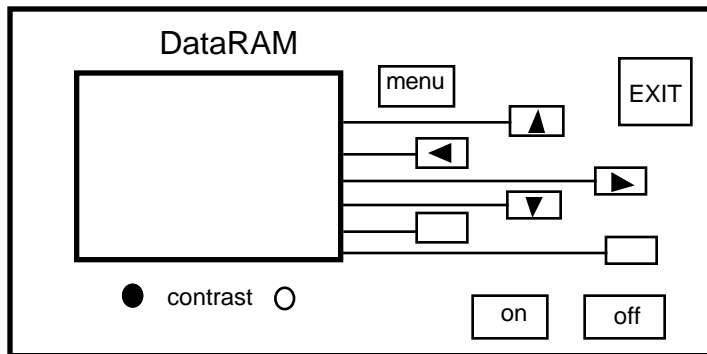 DataRAM
menu
EXIT
contrast
on
off